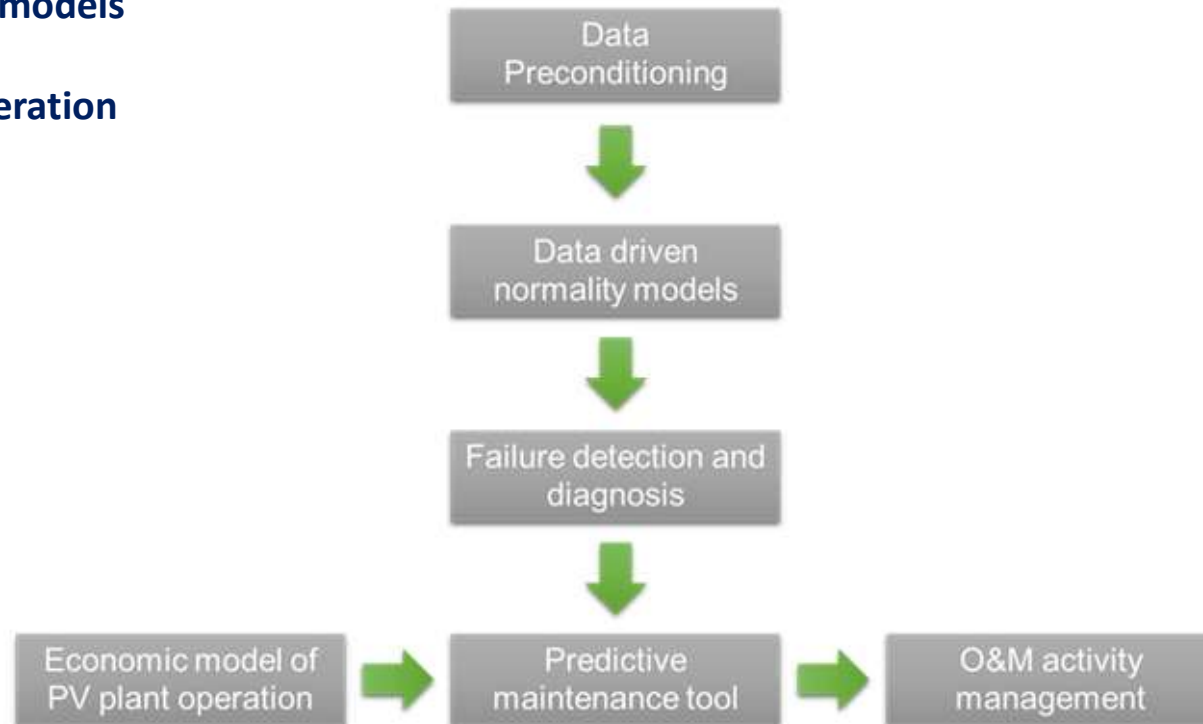 models
eration
Data
Preconditioning
Data driven
normality models
Failure detection and
diagnosis
Economic model of
PV plant operation
Predictive
maintenance tool
O&M activity
management